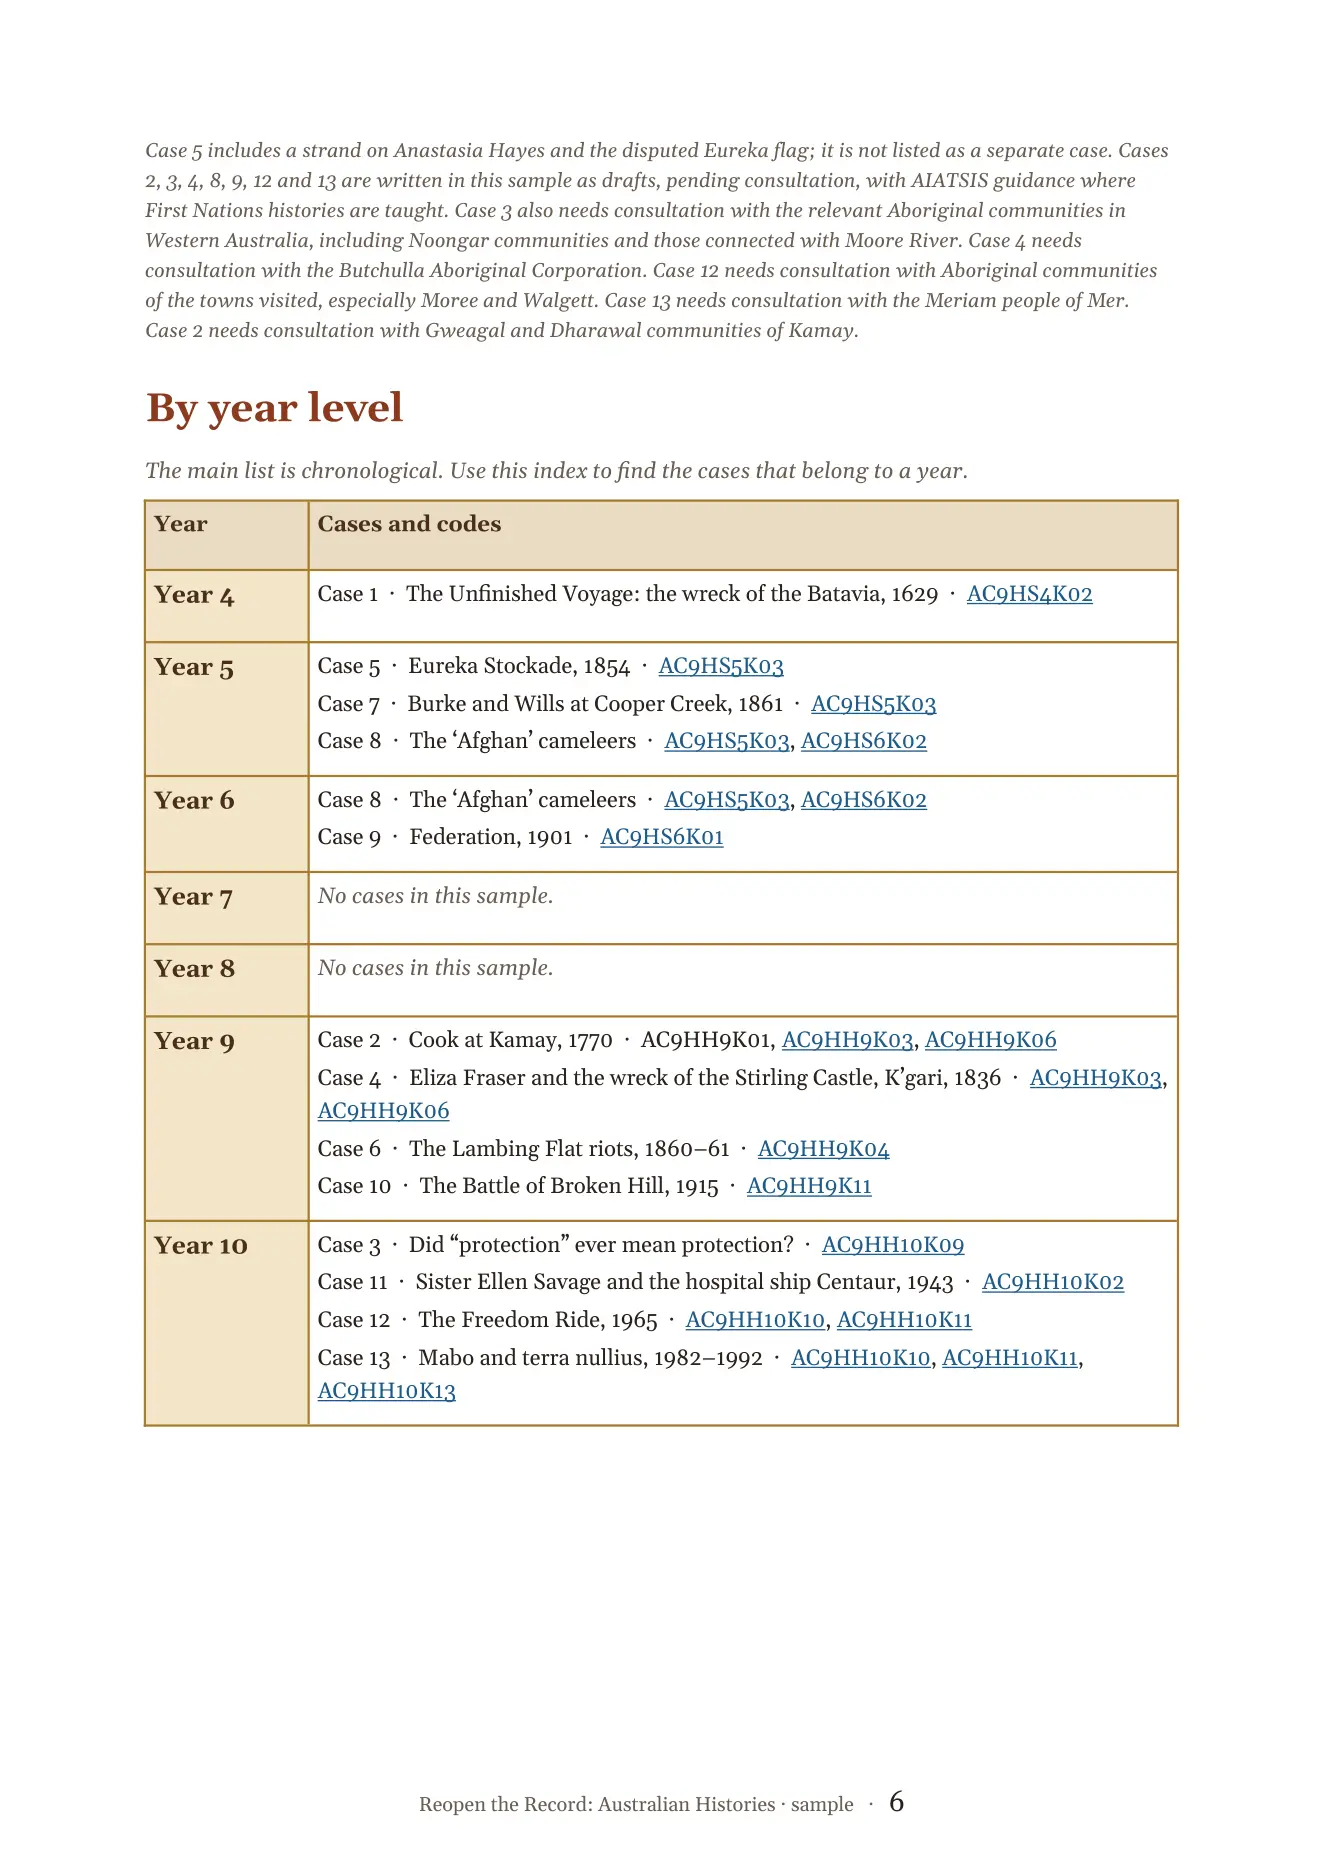 Case 5 includes a strand on Anastasia Hayes and the disputed Eureka flag; it is not listed as a separate case. Cases
2, 3, 4, 8, 9, 12 and 13 are written in this sample as drafts, pending consultation, with AIATSIS guidance where
First Nations histories are taught. Case 3 also needs consultation with the relevant Aboriginal communities in
Western Australia, including Noongar communities and those connected with Moore River. Case 4 needs
consultation with the Butchulla Aboriginal Corporation. Case 12 needs consultation with Aboriginal communities
of the towns visited, especially Moree and Walgett. Case 13 needs consultation with the Meriam people of Mer.
Case 2 needs consultation with Gweagal and Dharawal communities of Kamay.
By year level
The main list is chronological. Use this index to find the cases that belong to a year.
Year Cases and codes
Year 4 Case 1 · The Unfinished Voyage: the wreck of the Batavia, 1629 · AC9HS4K02
Year 5 Case 5 · Eureka Stockade, 1854 · AC9HS5K03
Case 7 · Burke and Wills at Cooper Creek, 1861 · AC9HS5K03
Case 8 · The ‘Afghan’ cameleers · AC9HS5K03, AC9HS6K02
Year 6 Case 8 · The ‘Afghan’ cameleers · AC9HS5K03, AC9HS6K02
Case 9 · Federation, 1901 · AC9HS6K01
Year 7 No cases in this sample.
Year 8 No cases in this sample.
Year 9 Case 2 · Cook at Kamay, 1770 · AC9HH9K01, AC9HH9K03, AC9HH9K06
Case 4 · Eliza Fraser and the wreck of the Stirling Castle, K’gari, 1836 · AC9HH9K03,
AC9HH9K06
Case 6 · The Lambing Flat riots, 1860–61 · AC9HH9K04
Case 10 · The Battle of Broken Hill, 1915 · AC9HH9K11
Year 10 Case 3 · Did “protection” ever mean protection? · AC9HH10K09
Case 11 · Sister Ellen Savage and the hospital ship Centaur, 1943 · AC9HH10K02
Case 12 · The Freedom Ride, 1965 · AC9HH10K10, AC9HH10K11
Case 13 · Mabo and terra nullius, 1982–1992 · AC9HH10K10, AC9HH10K11,
AC9HH10K13
Reopen the Record: Australian Histories · sample · 6